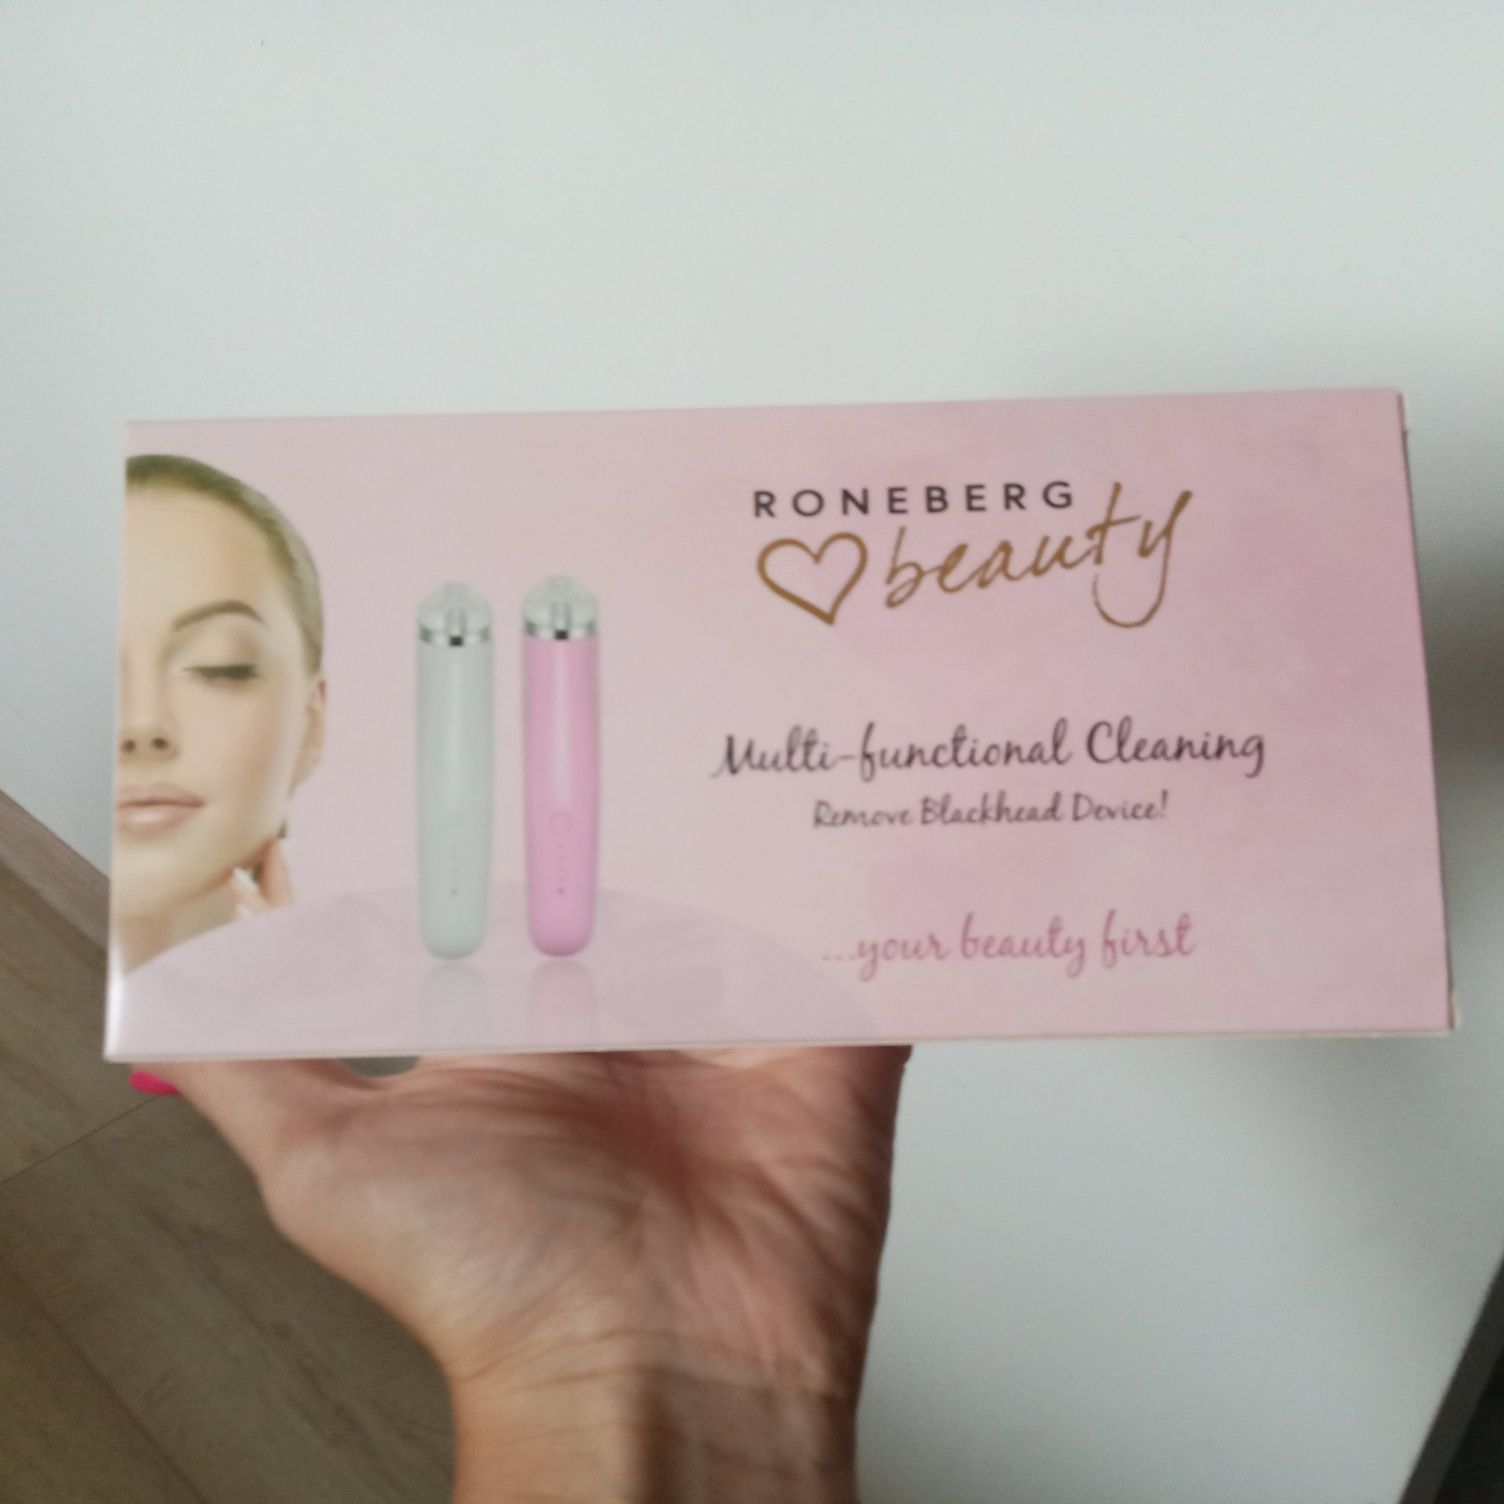 RONEBERG
beauty
Multi-functional Cleaning
Remove Blackhead Device!
...your beauty first